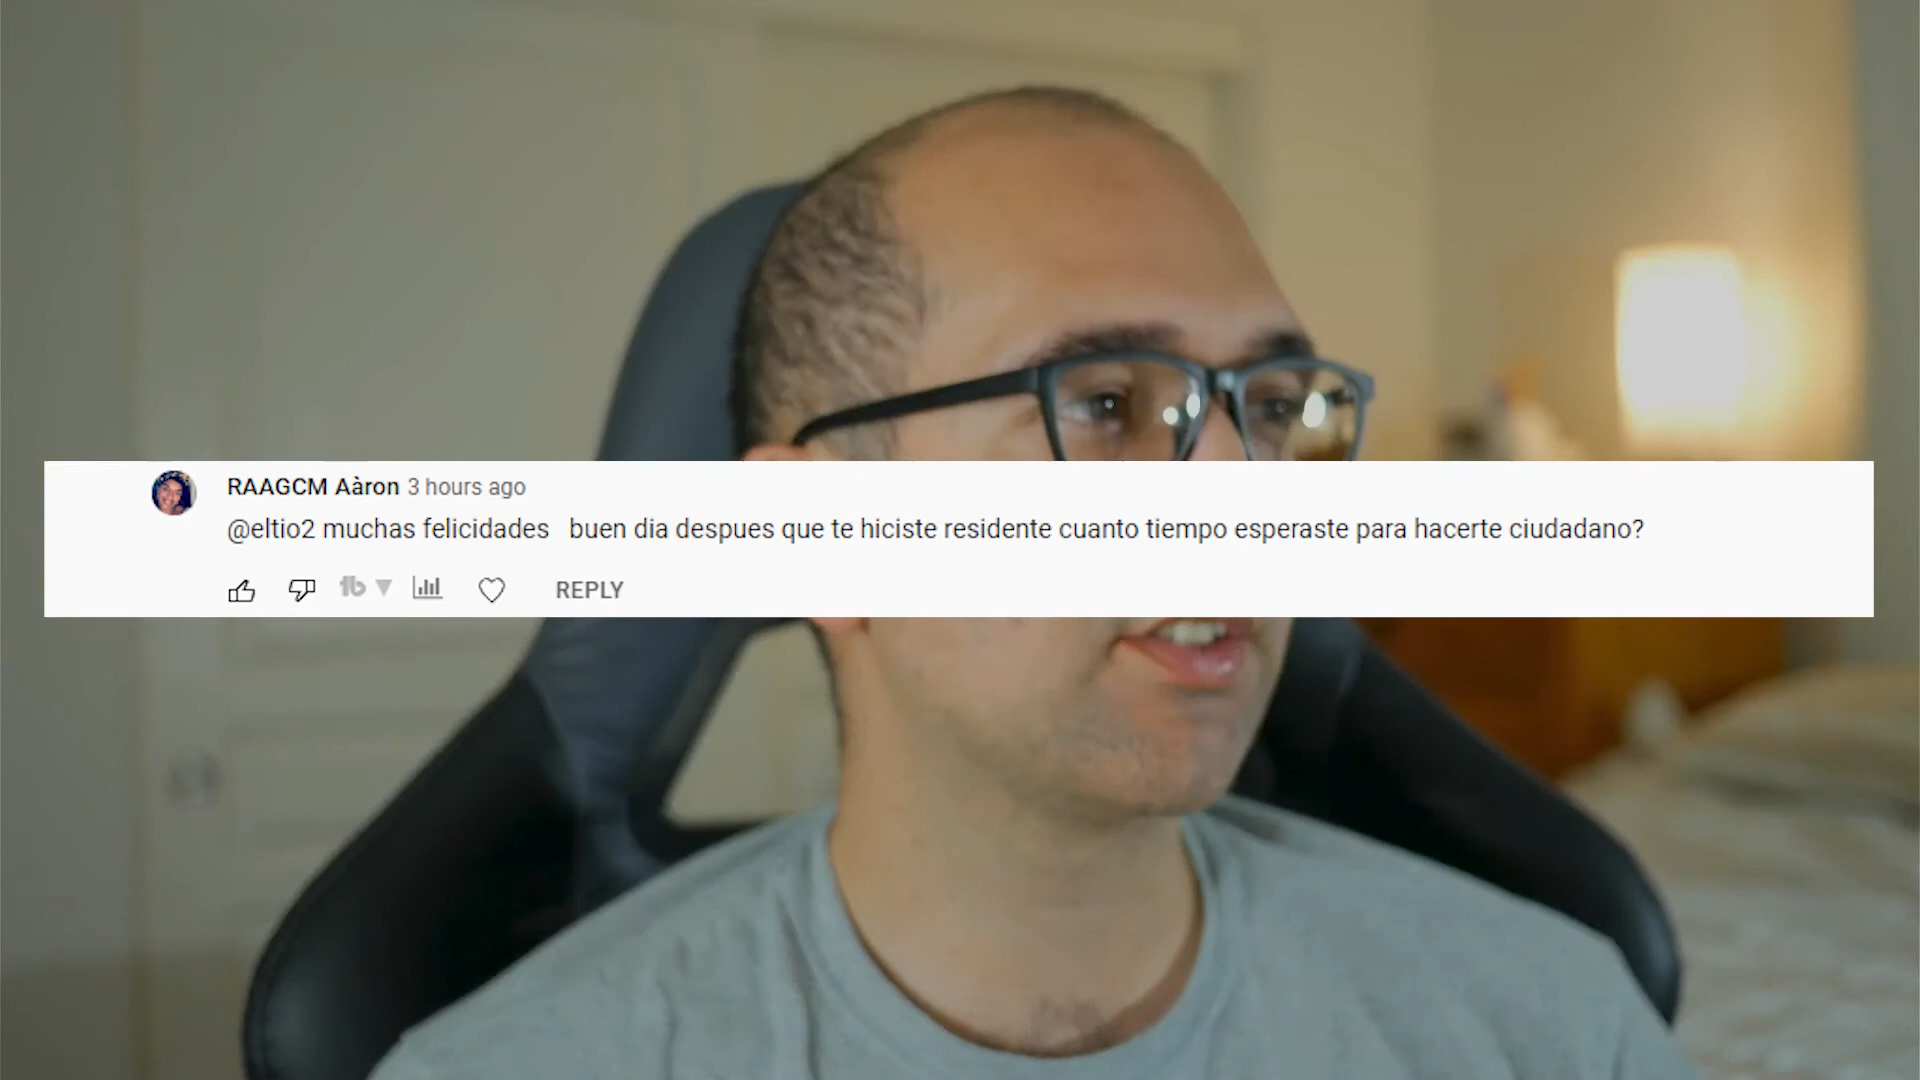 RAAGCM Aàron 3 hours ago
@eltio2 muchas felicidades   buen dia despues que te hiciste residente cuanto tiempo esperaste para hacerte ciudadano?
REPLY